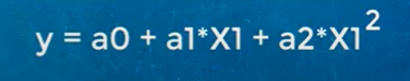 y = a0 + a1*X1 + a2*X1²